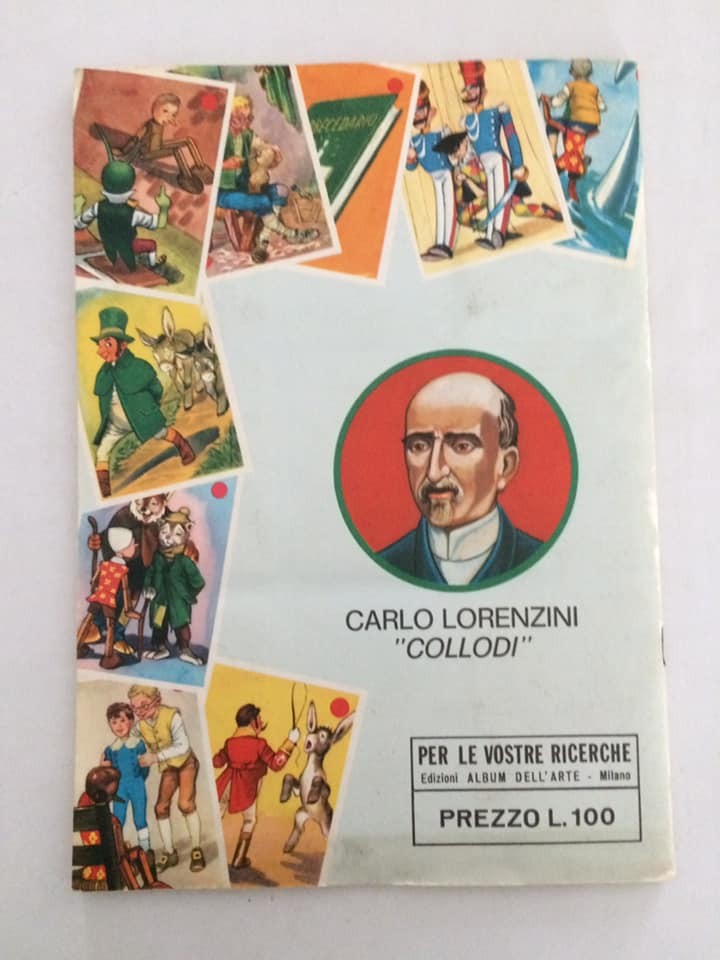 CARLO LORENZINI
"COLLODI"
PER LE VOSTRE RICERCHE
Edizioni ALBUM DELL'ARTE - Milano
PREZZO L. 100